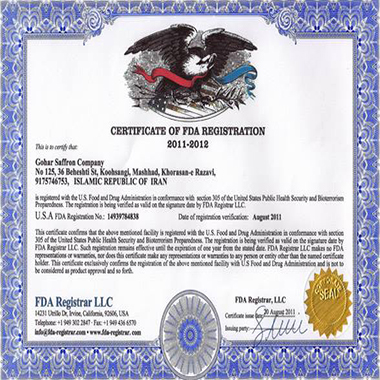 CERTIFICATE OF FDA REGISTRATION
2011-2012
This is to certify that:
Gohar Saffron Company
No 125, 36 Beheshti St, Koohsangi, Mashhad, Khorasan-e Razavi,
9175746753, ISLAMIC REPUBLIC OF IRAN
is registered with the U.S. Food and Drug Administration in conformance with section 305 of the United States Public Health Security and Bioterrorism
Preparedness. The registration is being verified as valid on the signature date by FDA Registrar LLC.
U.S.A FDA Registration No.: 14939784838 Date of registration verification: August 2011
This certificate confirms that the above mentioned facility is registered with U.S. Food and Drug Administration in conformance with section
305 of the United States Public Health Security and Bioterrorism Preparedness. The registration is being verified as valid on the signature date by
FDA Registrar LLC. Such registration remains effective until the expiration of one year from the stated date. FDA Registrar LLC makes no FDA
representations or warranties, nor does this certificate make any representations or warranties to any person or entity other than the named certificate
holder. This certificate exclusively confirms the registration of the above mentioned facility with U.S. Food and Drug Administration and is not to
be considered as product approval and so forth.
FDA Registrar LLC
14231 Utrillo Dr, Irvine CA 92606, USA
Telephone: +1 949 302 2847 - Fax: +1 949 436 6570
info@fda-registrar.com - www.fda-registrar.com
FDA Registrar, LLC
Certificate issue date: 20 August 2011
Issuing party:
SEAL